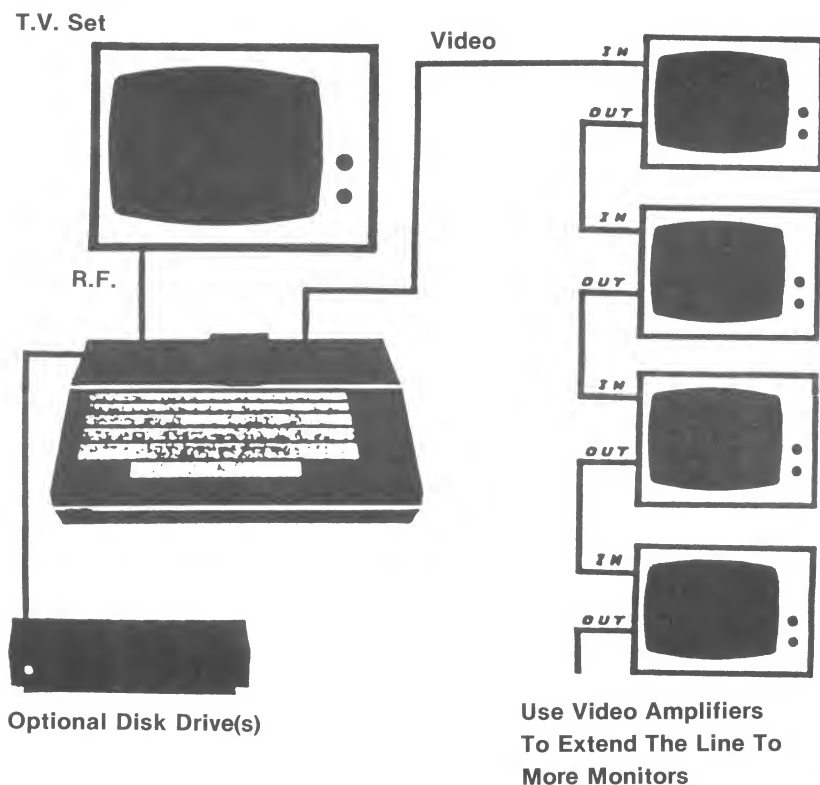 T.V. Set
Video
IN
OUT
IN
R.F.
OUT
IN
OUT
IN
OUT
Optional Disk Drive(s)
Use Video Amplifiers
To Extend The Line To
More Monitors